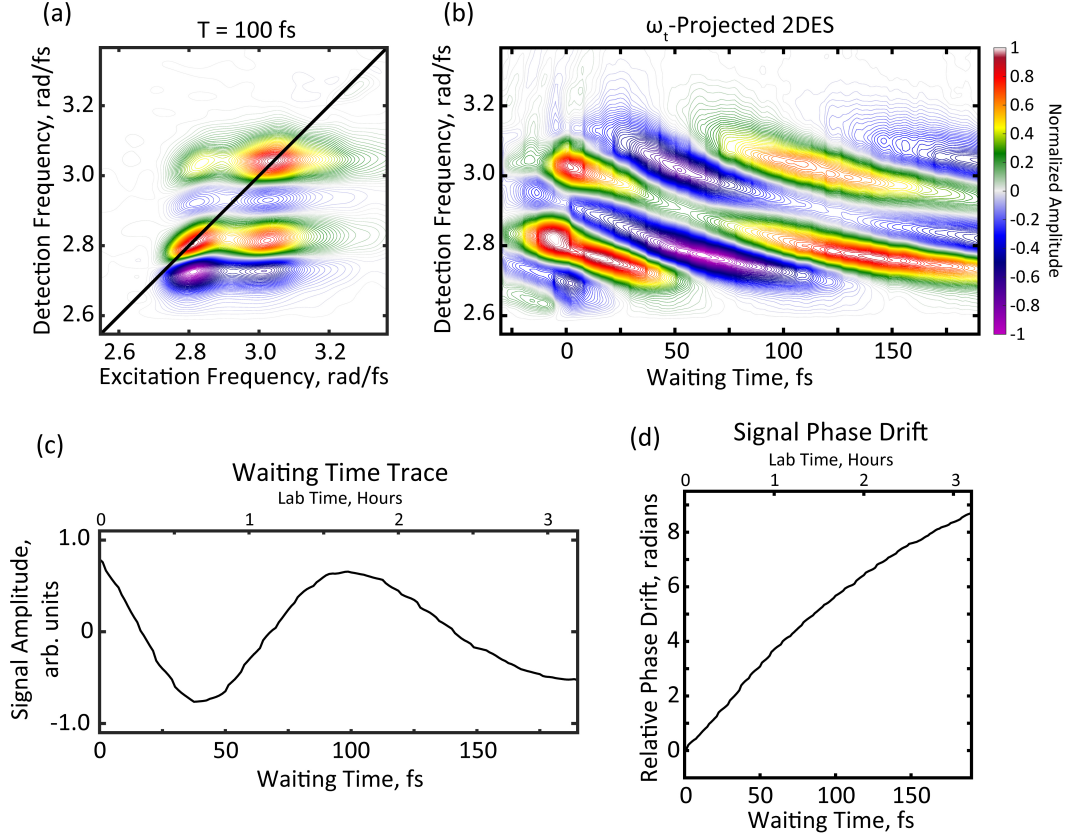 (a)
T = 100 fs
Detection Frequency, rad/fs
3.2
3.0
2.8
2.6
2.6 2.8 3.0 3.2
Excitation Frequency, rad/fs
(b)
ωt-Projected 2DES
Detection Frequency, rad/fs
3.2
3.0
2.8
2.6
0 50 100 150
Waiting Time, fs
1
0.8
0.6
0.4
0.2
0
-0.2
-0.4
-0.6
-0.8
-1
Normalized Amplitude
(c)
Waiting Time Trace
Lab Time, Hours
0 1 2 3
Signal Amplitude,
arb. units
1.0
0
-1.0
0 50 100 150
Waiting Time, fs
(d)
Signal Phase Drift
Lab Time, Hours
0 1 2 3
Relative Phase Drift, radians
8
6
4
2
0
0 50 100 150
Waiting Time, fs